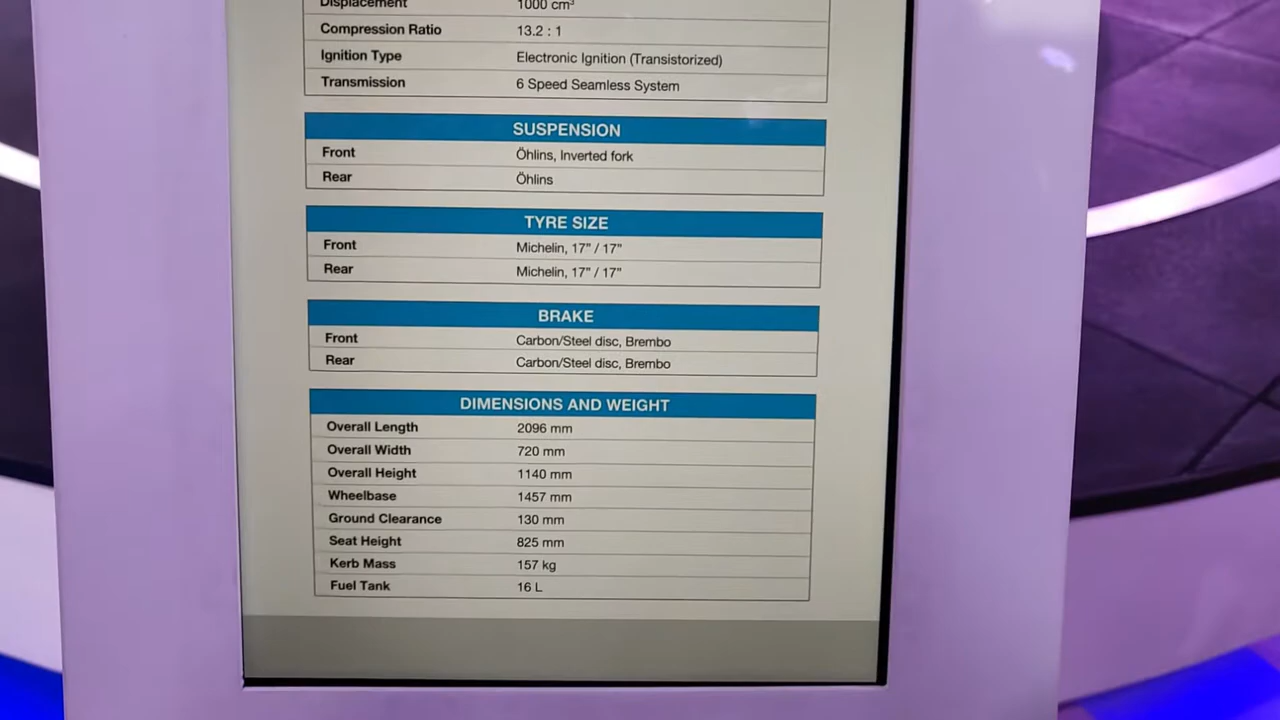 Displacement 1000 cm³
Compression Ratio 13.2 : 1
Ignition Type Electronic Ignition (Transistorized)
Transmission 6 Speed Seamless System
SUSPENSION
Front Öhlins, Inverted fork
Rear Öhlins
TYRE SIZE
Front Michelin, 17" / 17"
Rear Michelin, 17" / 17"
BRAKE
Front Carbon/Steel disc, Brembo
Rear Carbon/Steel disc, Brembo
DIMENSIONS AND WEIGHT
Overall Length 2096 mm
Overall Width 720 mm
Overall Height 1140 mm
Wheelbase 1457 mm
Ground Clearance 130 mm
Seat Height 825 mm
Kerb Mass 157 kg
Fuel Tank 16 L